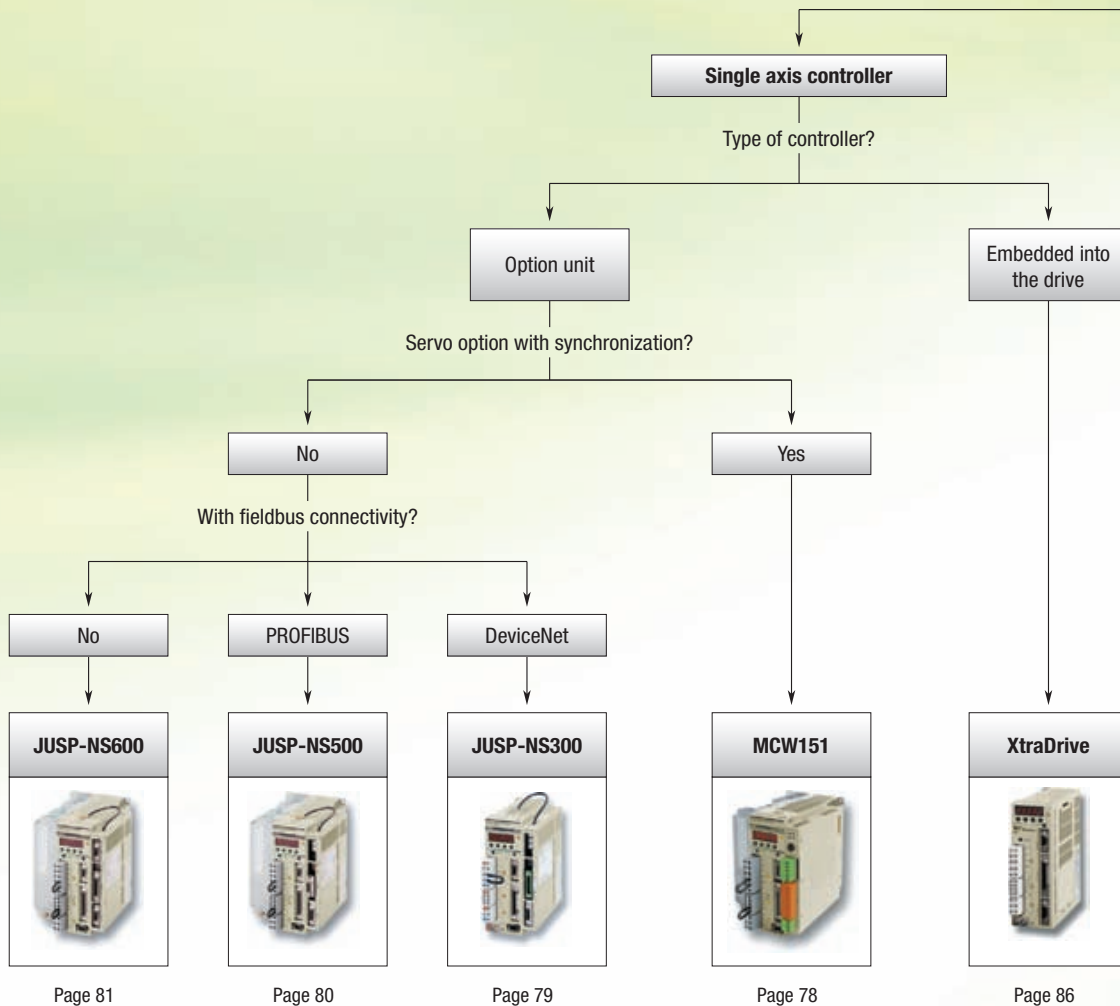 Single axis controller
Type of controller?
Option unit
Embedded into
the drive
Servo option with synchronization?
No
Yes
With fieldbus connectivity?
No
PROFIBUS
DeviceNet
JUSP-NS600
JUSP-NS500
JUSP-NS300
MCW151
XtraDrive
Page 81
Page 80
Page 79
Page 78
Page 86